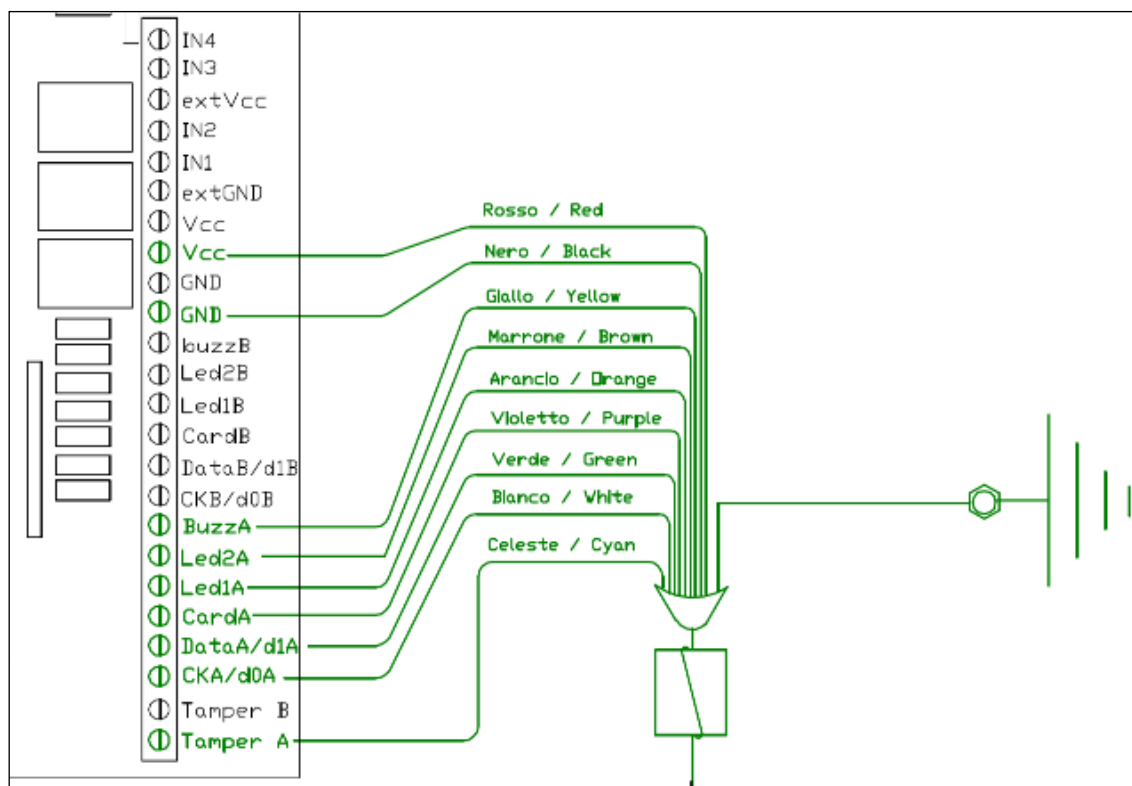 IN4
IN3
extVcc
IN2
IN1
extGND
Vcc
Vcc
GND
GND
buzzB
Led2B
Led1B
CardB
DataB/d1B
CKB/d0B
BuzzA
Led2A
Led1A
CardA
DataA/d1A
CKA/d0A
Tamper B
Tamper A
Rosso / Red
Nero / Black
Giallo / Yellow
Marrone / Brown
Arancio / Orange
Violetto / Purple
Verde / Green
Bianco / White
Celeste / Cyan